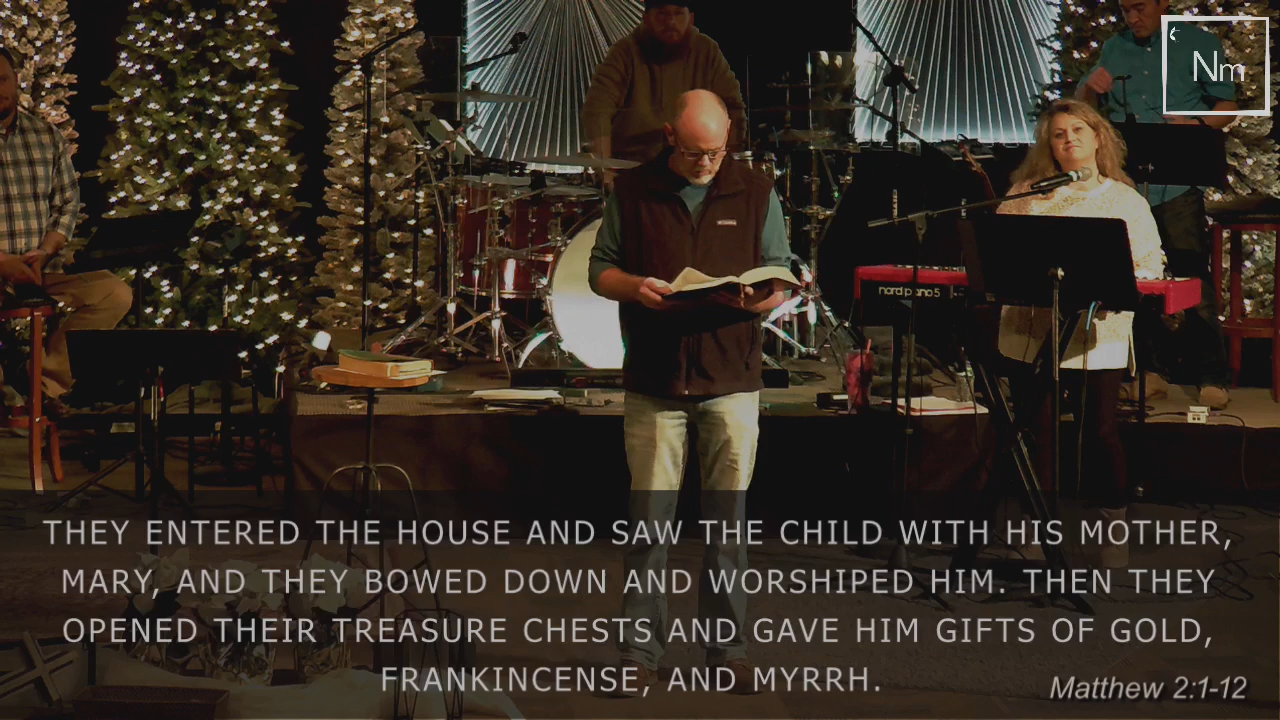 Nm
nord piano 5
THEY ENTERED THE HOUSE AND SAW THE CHILD WITH HIS MOTHER,
MARY, AND THEY BOWED DOWN AND WORSHIPED HIM. THEN THEY
OPENED THEIR TREASURE CHESTS AND GAVE HIM GIFTS OF GOLD,
FRANKINCENSE, AND MYRRH.
Matthew 2:1-12